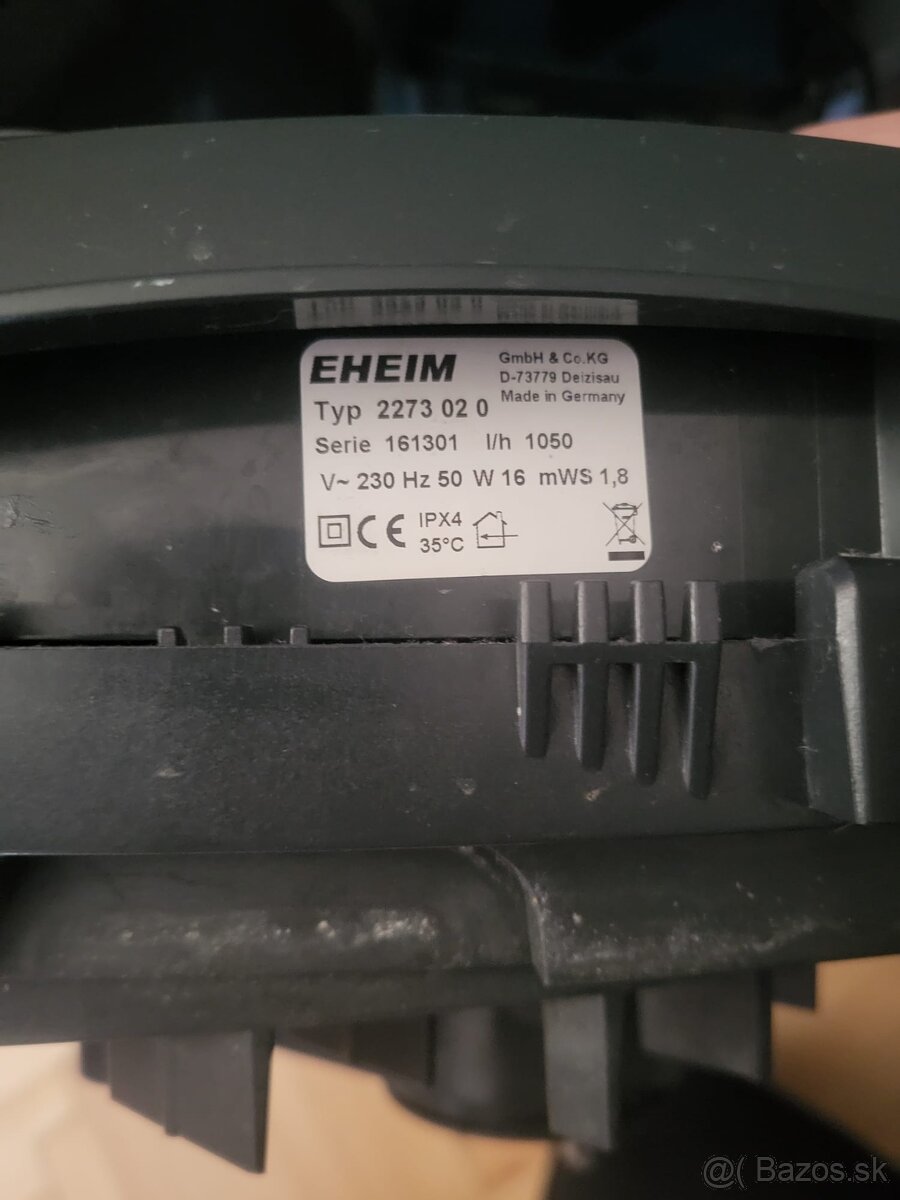 EHEIM
GmbH & Co.KG
D-73779 Deizisau
Made in Germany
Typ 2273 02 0
Serie 161301 l/h 1050
V~ 230 Hz 50 W 16 mWS 1,8
CE IPX4
35°C
@( Bazos.sk